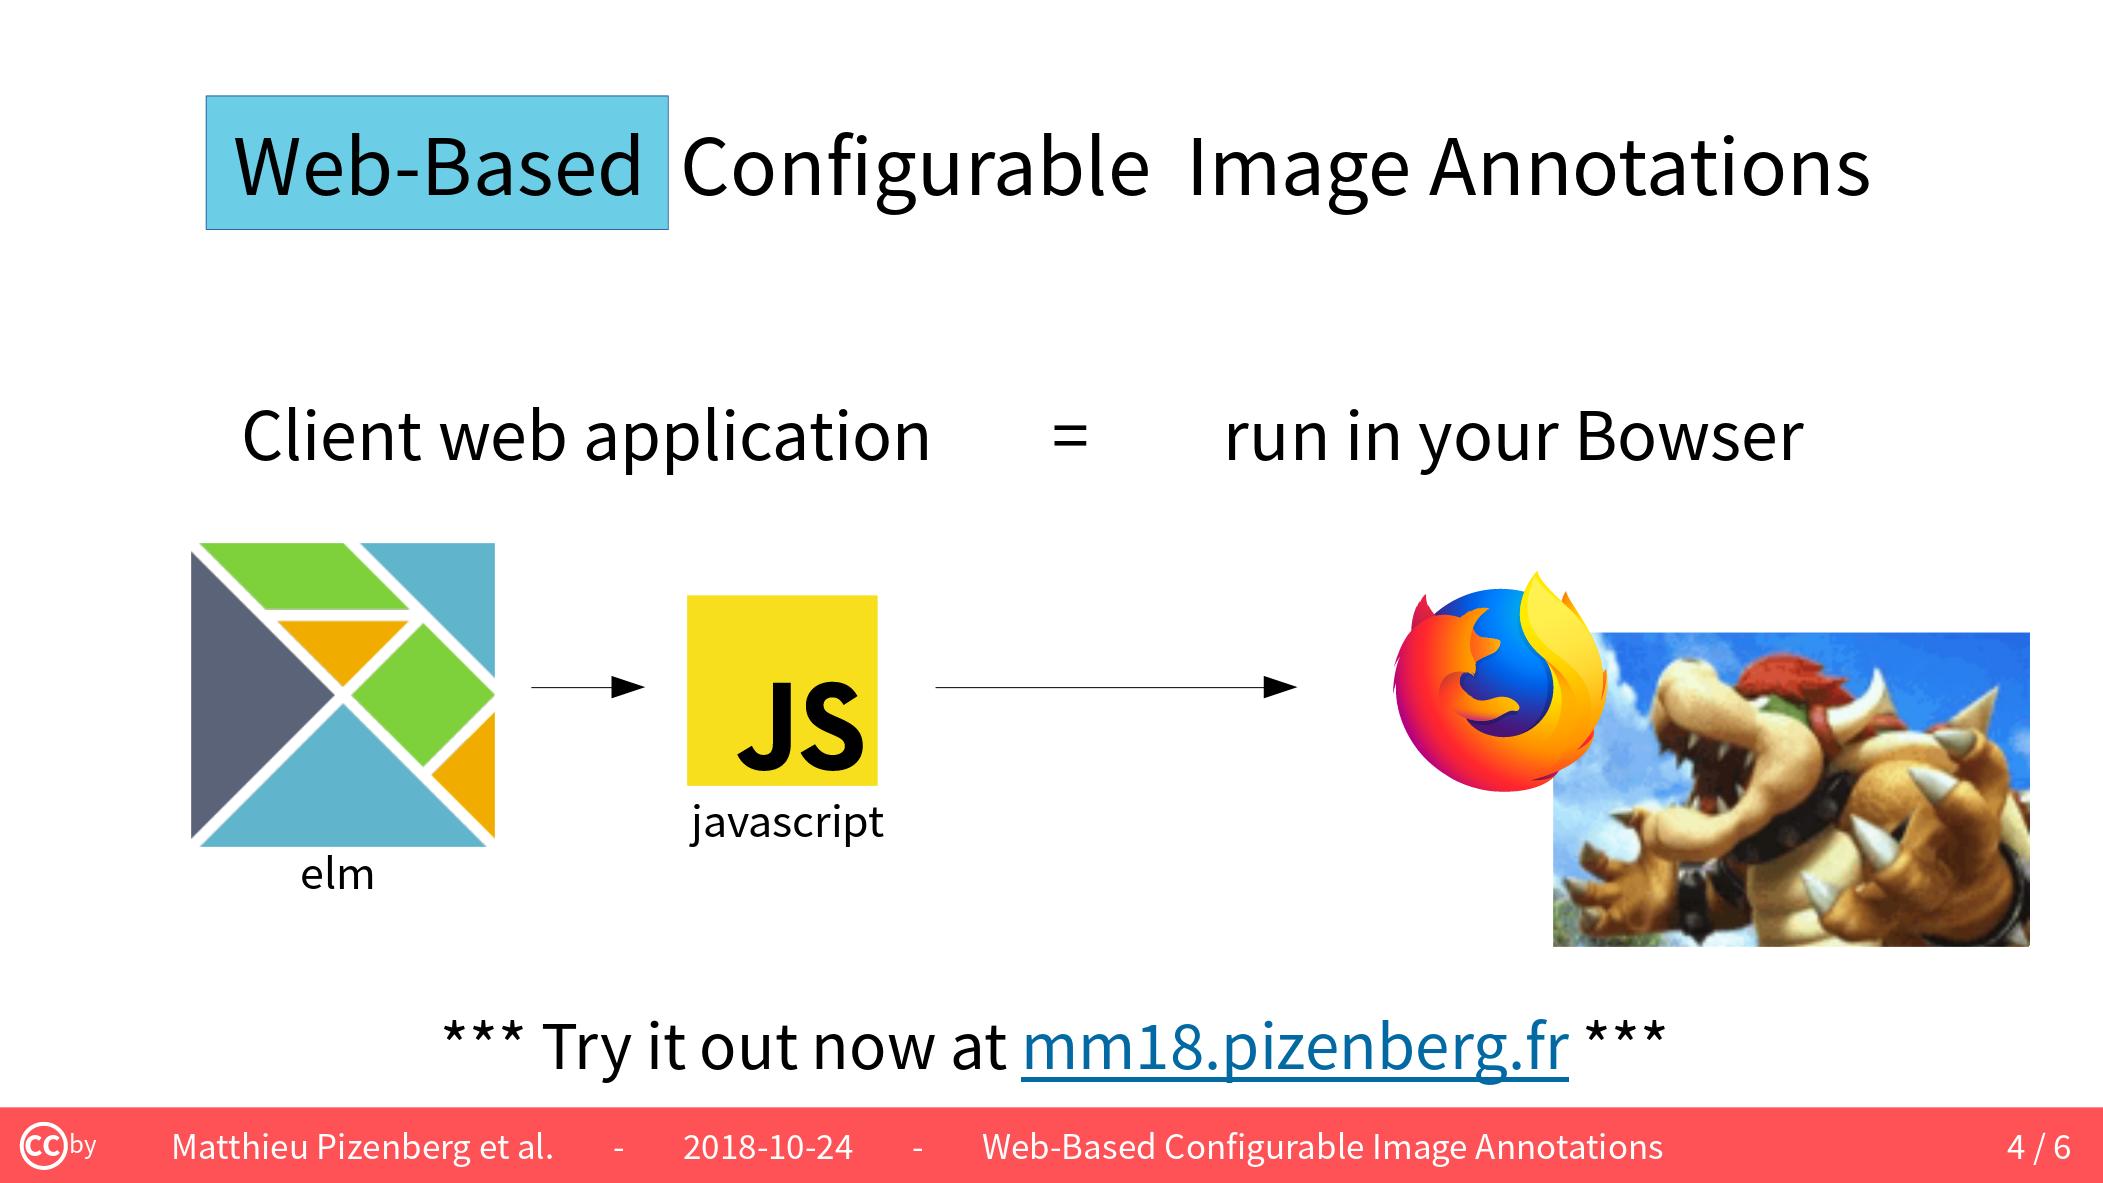 Web-Based Configurable Image Annotations
Client web application = run in your Bowser
JS
javascript
elm
*** Try it out now at mm18.pizenberg.fr ***
cc by Matthieu Pizenberg et al. - 2018-10-24 - Web-Based Configurable Image Annotations 4 / 6